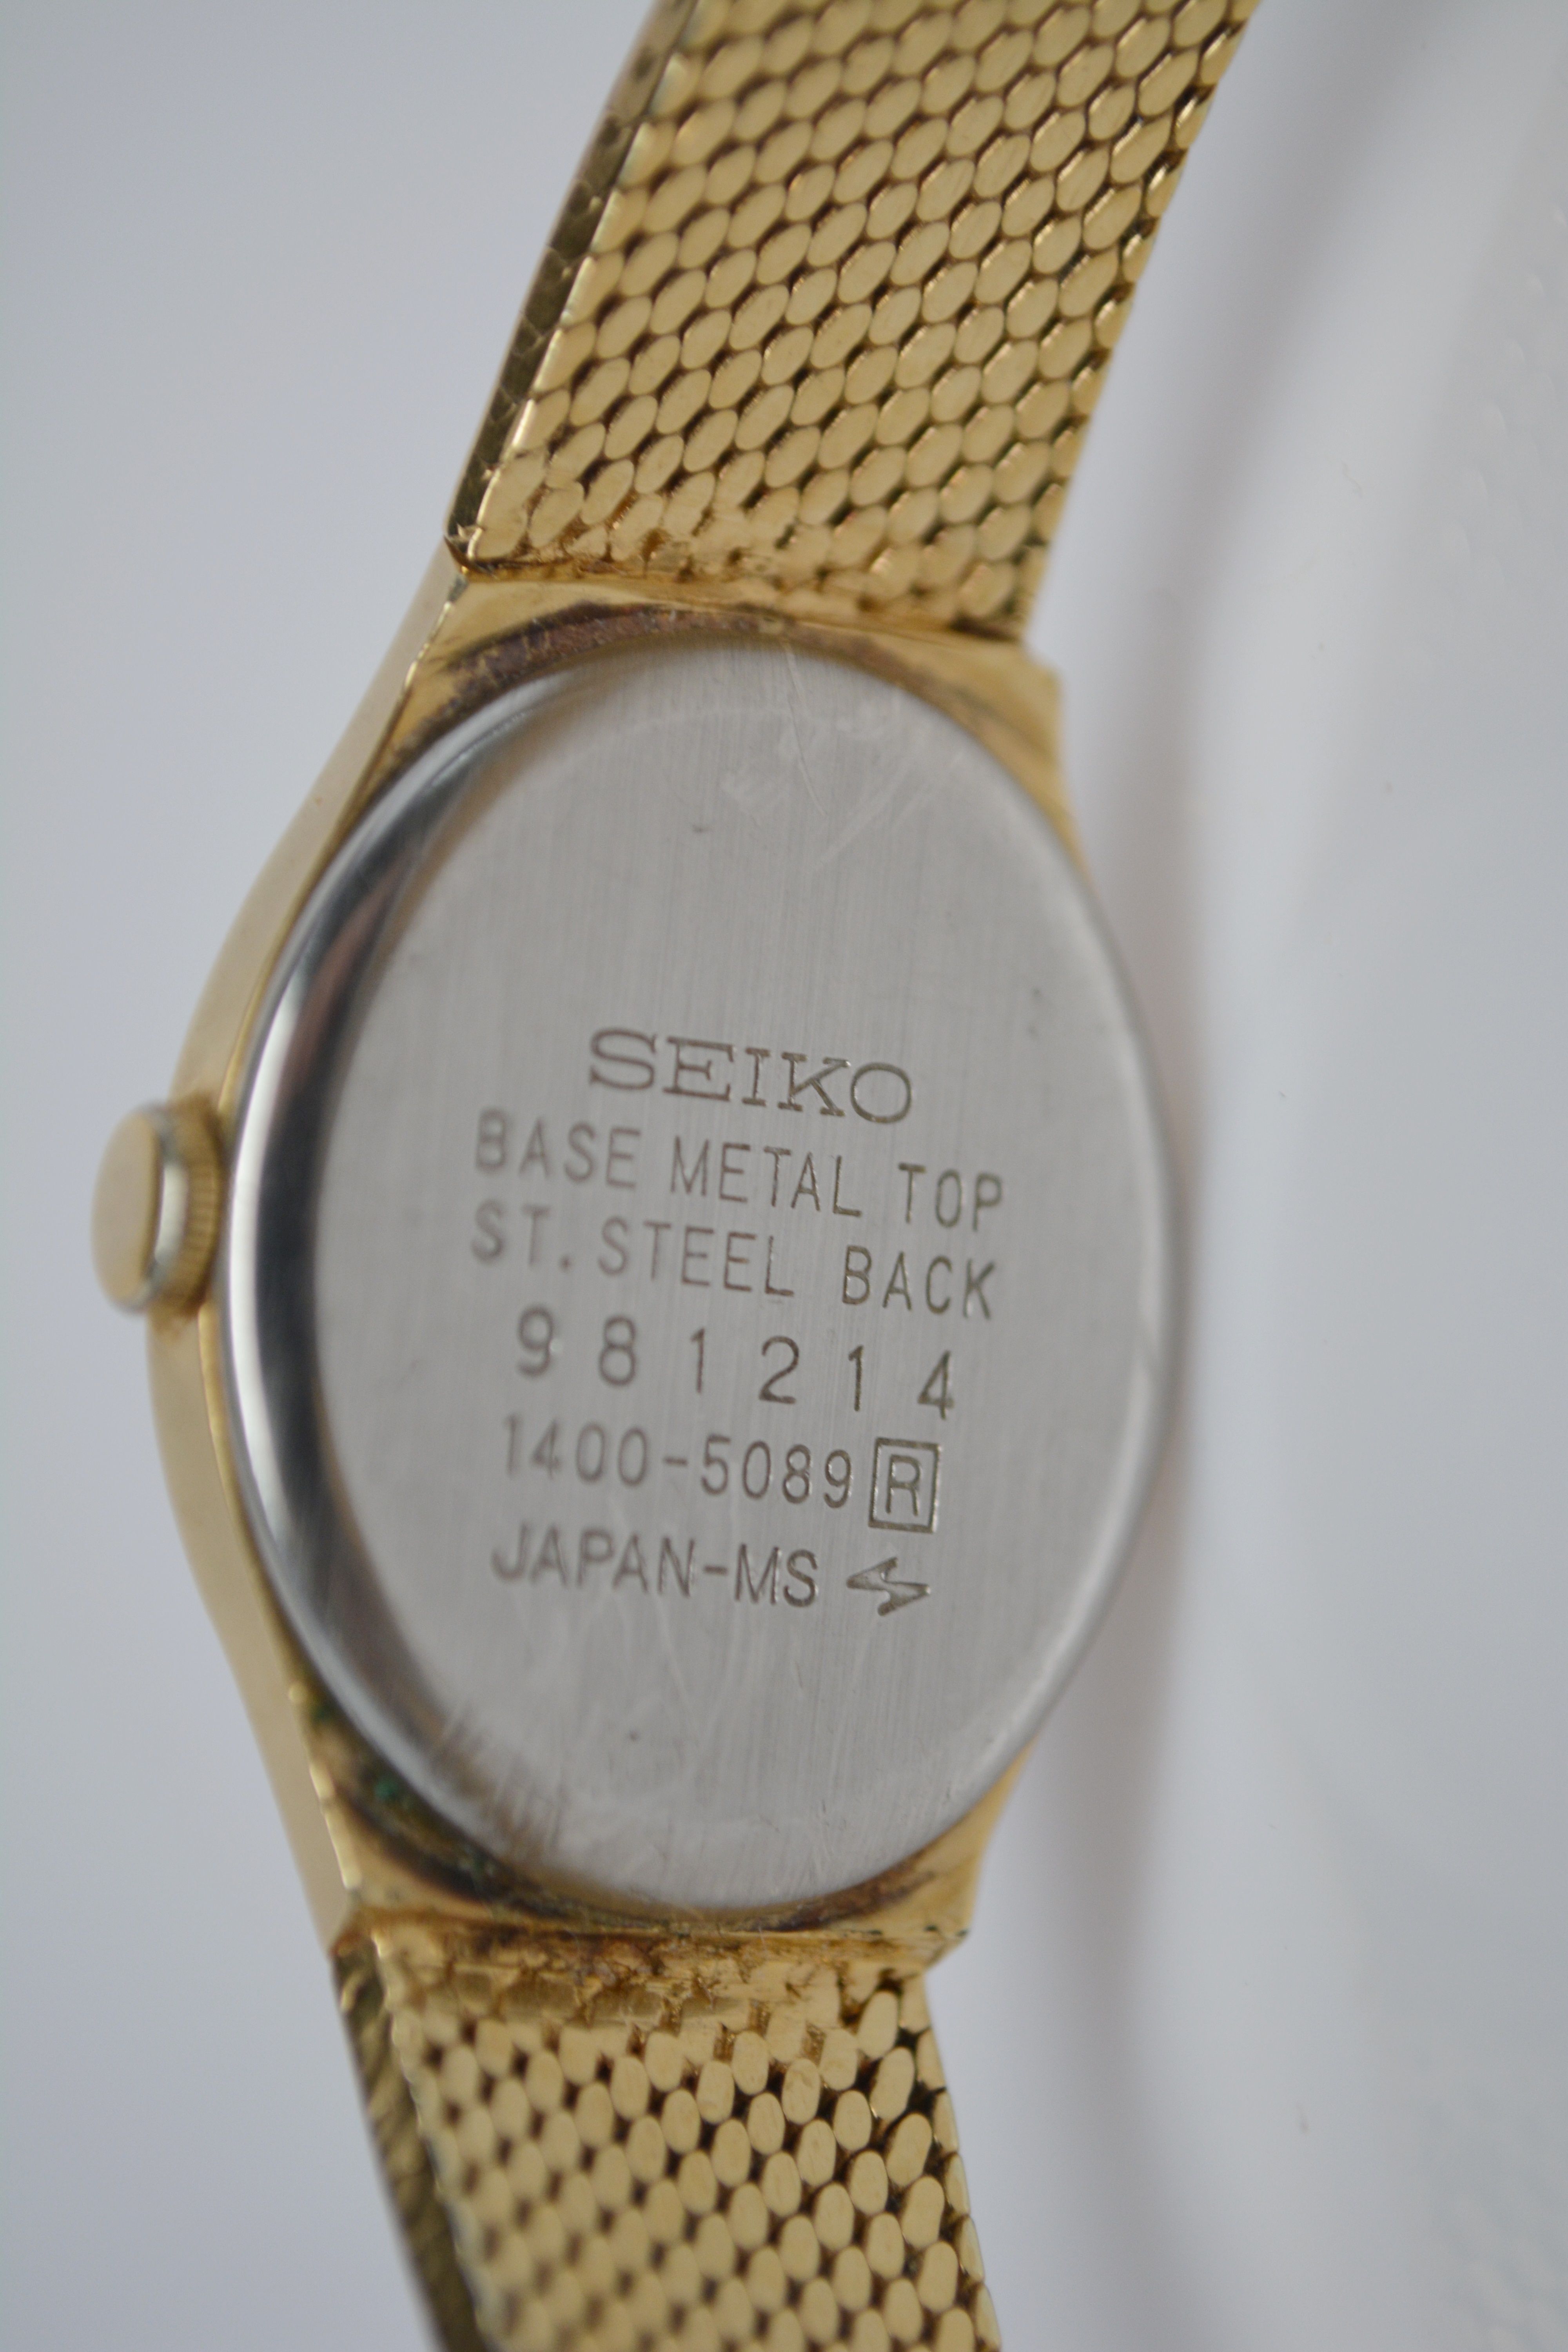 SEIKO
BASE METAL TOP
ST. STEEL BACK
981214
1400-5089 R
JAPAN-MS